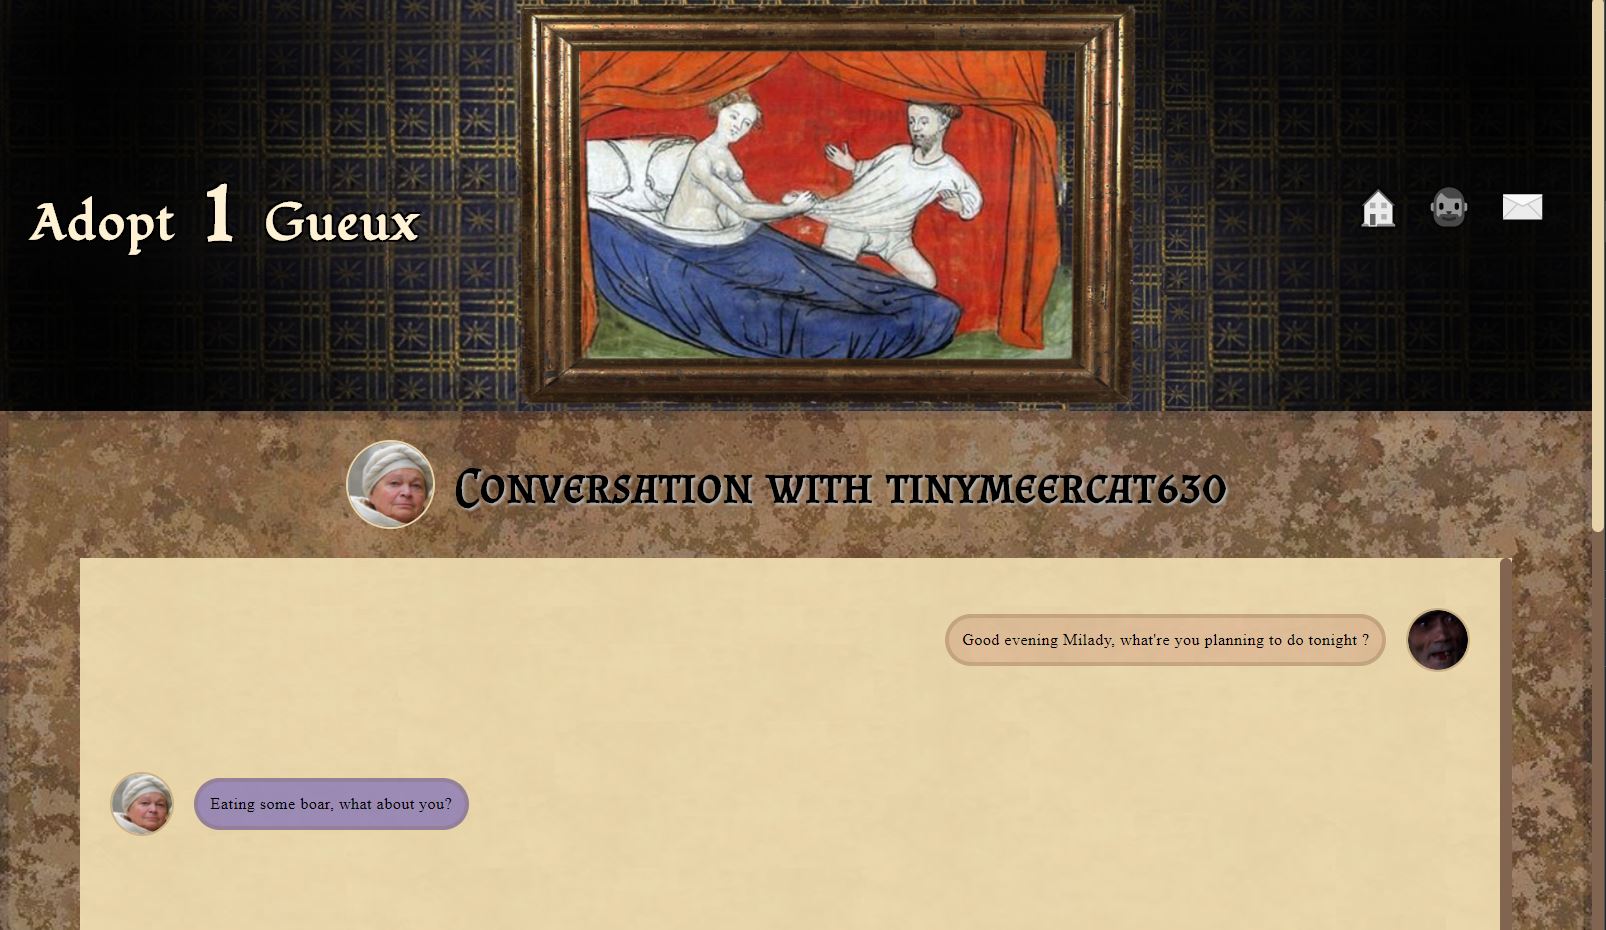 Adopt 1 Gueux
Conversation with tinymeercat630
Good evening Milady, what're you planning to do tonight ?
Eating some boar, what about you?